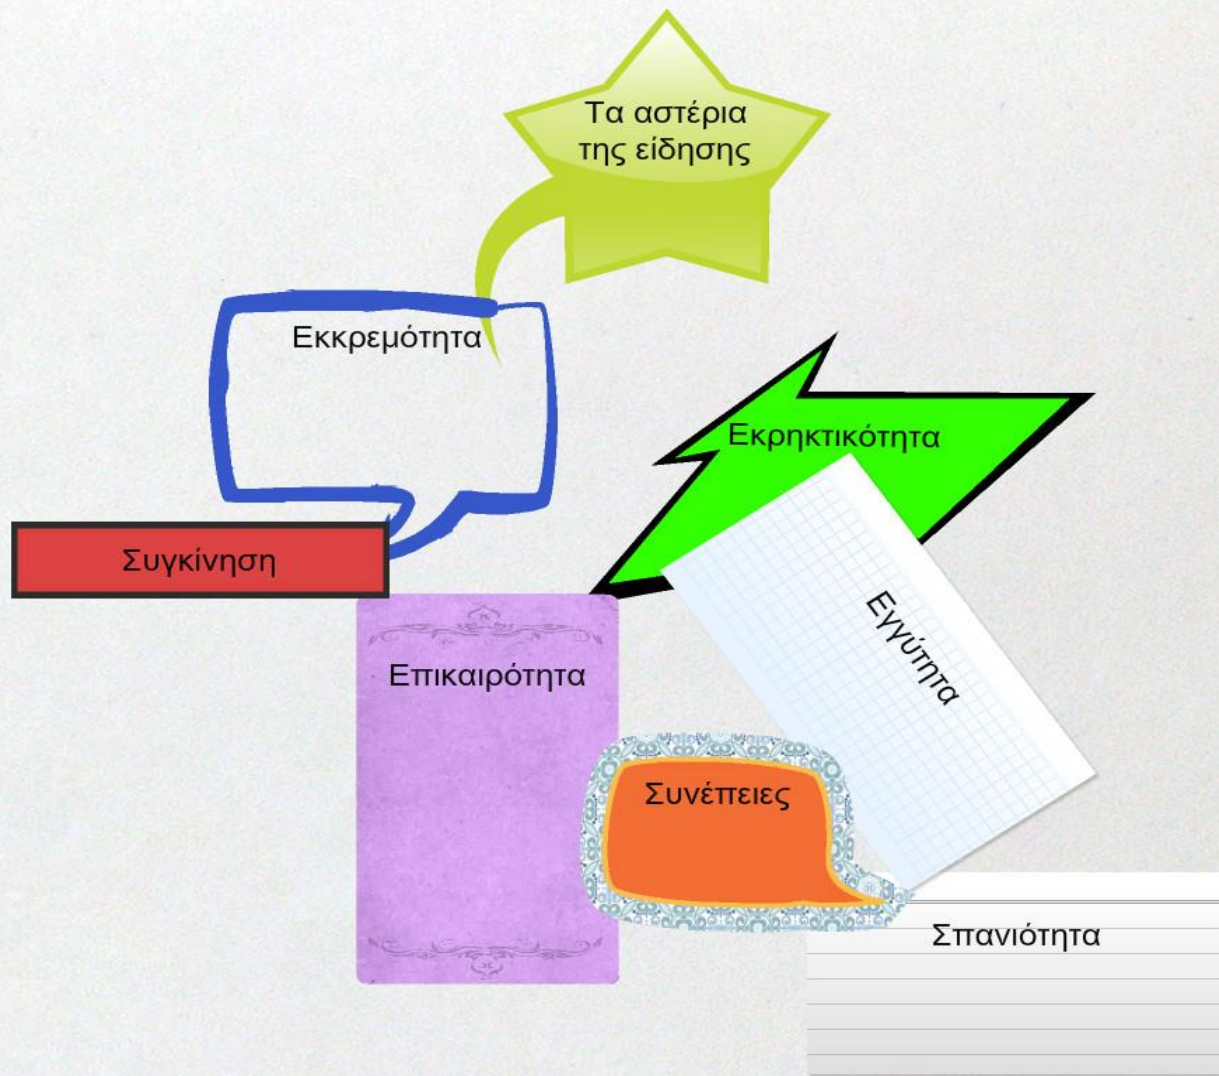 Τα αστέρια
της είδησης
Εκκρεμότητα
Εκρηκτικότητα
Συγκίνηση
Εγγύτητα
Επικαιρότητα
Συνέπειες
Σπανιότητα